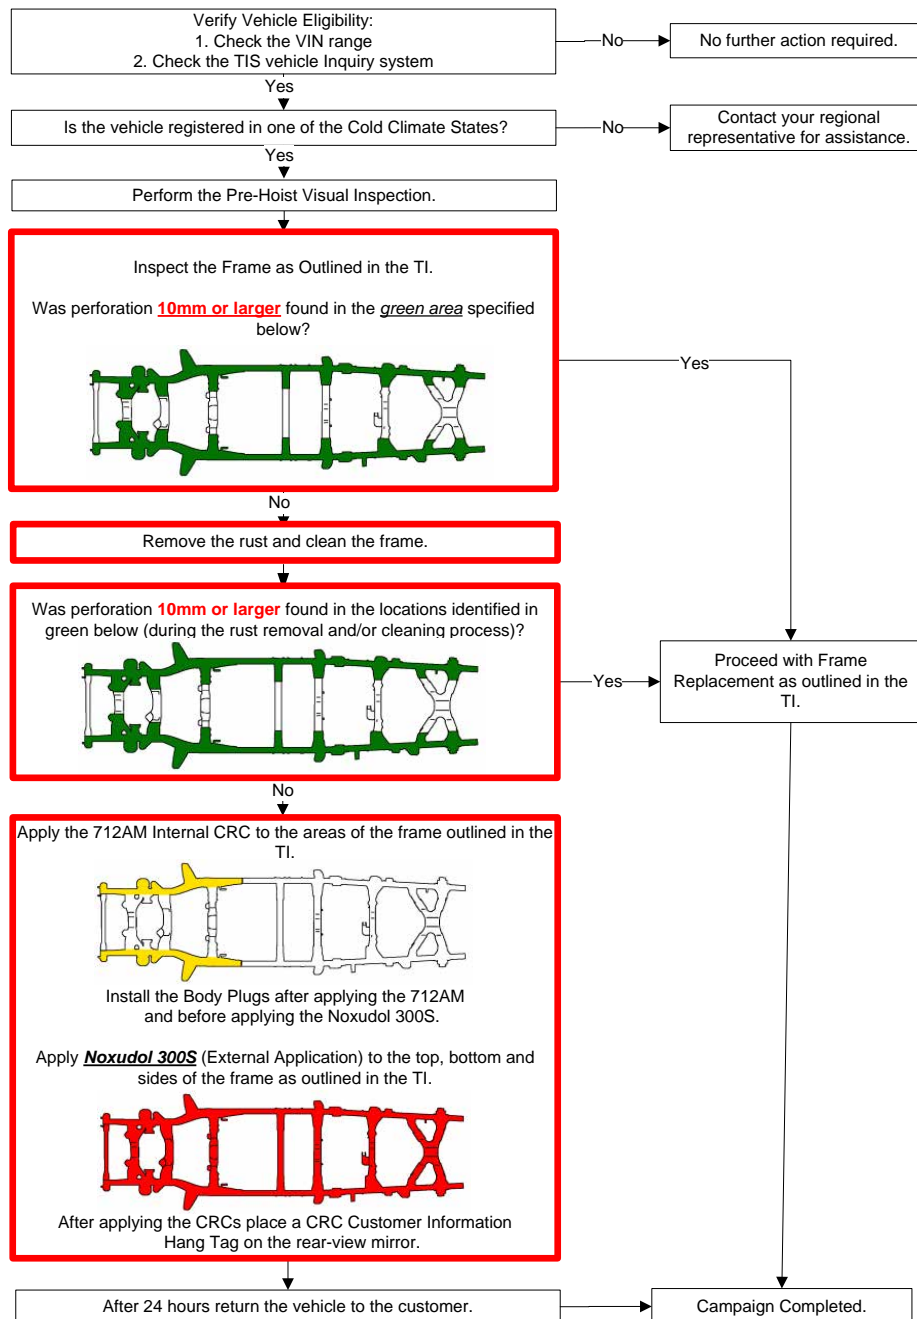 Verify Vehicle Eligibility:
1. Check the VIN range
2. Check the TIS vehicle Inquiry system
No
No further action required.
Yes
Is the vehicle registered in one of the Cold Climate States?
No
Contact your regional
representative for assistance.
Yes
Perform the Pre-Hoist Visual Inspection.
Inspect the Frame as Outlined in the TI.
Was perforation 10mm or larger found in the green area specified
below?
Yes
No
Remove the rust and clean the frame.
Was perforation 10mm or larger found in the locations identified in
green below (during the rust removal and/or cleaning process)?
Yes
Proceed with Frame
Replacement as outlined in the
TI.
No
Apply the 712AM Internal CRC to the areas of the frame outlined in the
TI.
Install the Body Plugs after applying the 712AM
and before applying the Noxudol 300S.
Apply Noxudol 300S (External Application) to the top, bottom and
sides of the frame as outlined in the TI.
After applying the CRCs place a CRC Customer Information
Hang Tag on the rear-view mirror.
After 24 hours return the vehicle to the customer.
Campaign Completed.